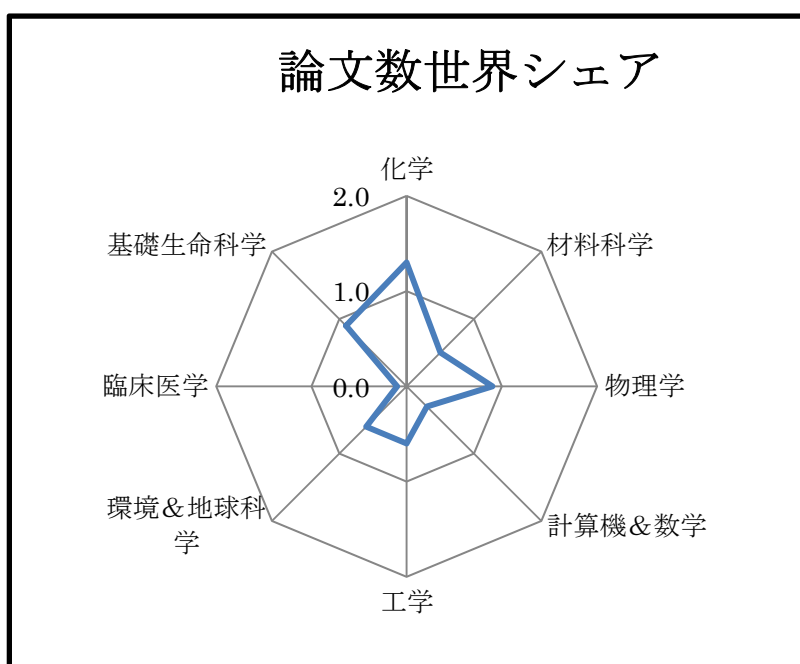 論文数世界シェア
化学
2.0
基礎生命科学
材料科学
1.0
臨床医学
0.0
物理学
環境&地球科
学
計算機&数学
工学